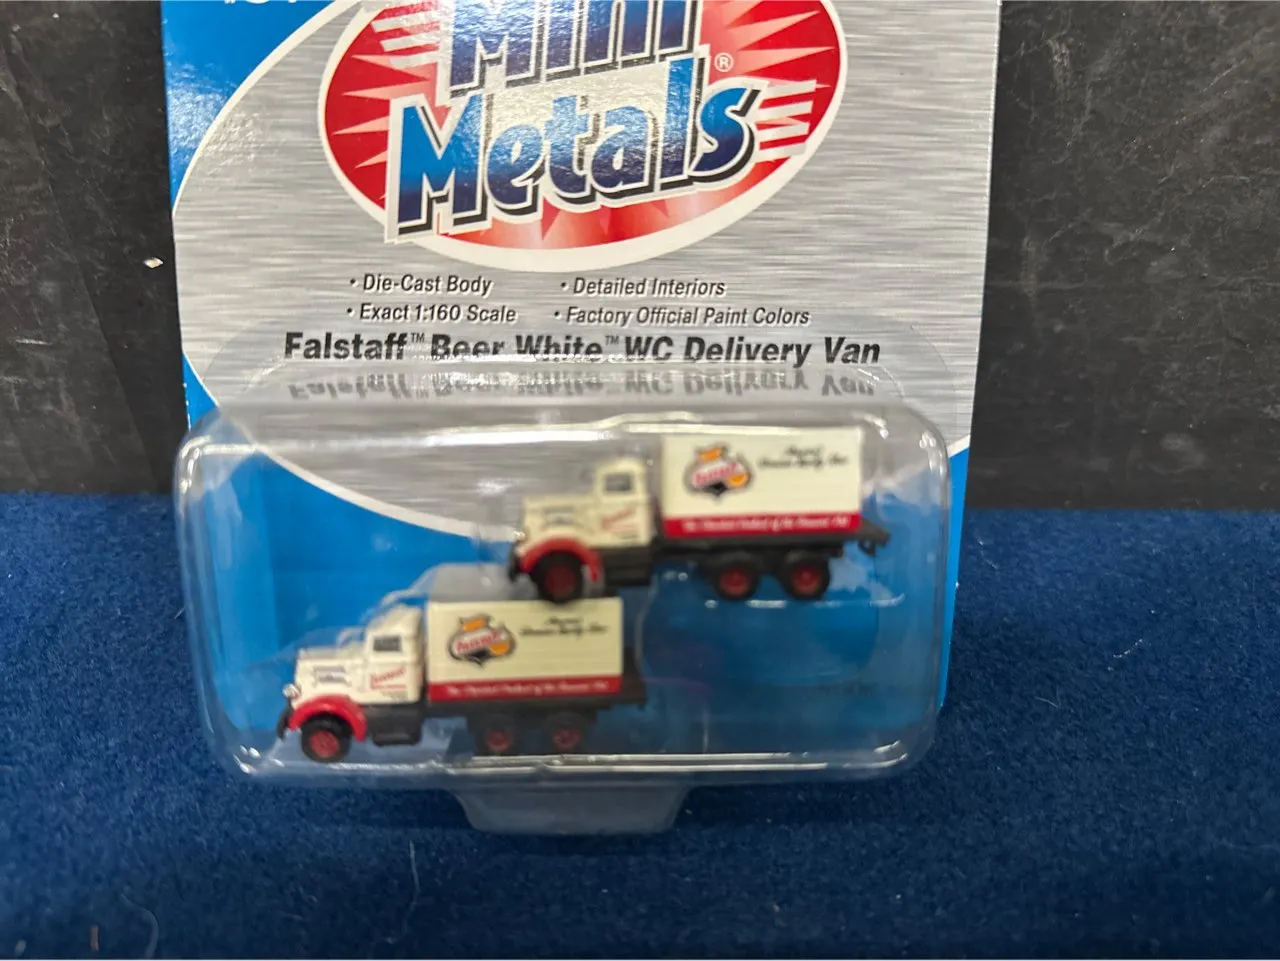 Mini
Metals®
• Die-Cast Body • Detailed Interiors
• Exact 1:160 Scale • Factory Official Paint Colors
Falstaff™ Beer White™ WC Delivery Van